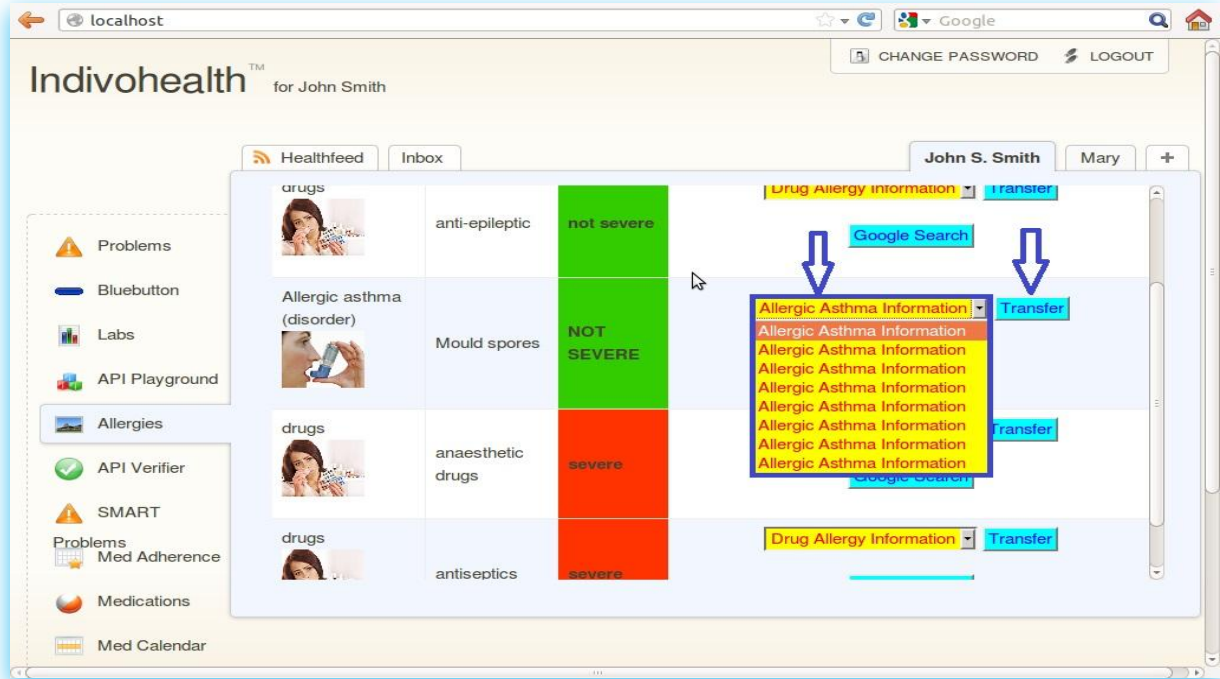 localhost
Google
CHANGE PASSWORD
LOGOUT
Indivohealth™ for John Smith
Healthfeed
Inbox
John S. Smith
Mary
+
Problems
Bluebutton
Labs
API Playground
Allergies
API Verifier
SMART
Problems
Med Adherence
Medications
Med Calendar
drugs
anti-epileptic
not severe
Drug Allergy Information
Transfer
Google Search
Allergic asthma
(disorder)
Mould spores
NOT
SEVERE
Allergic Asthma Information
Transfer
Allergic Asthma Information
Allergic Asthma Information
Allergic Asthma Information
Allergic Asthma Information
Allergic Asthma Information
Allergic Asthma Information
Allergic Asthma Information
Allergic Asthma Information
drugs
anaesthetic
drugs
severe
Transfer
Google Search
drugs
antiseptics
severe
Drug Allergy Information
Transfer